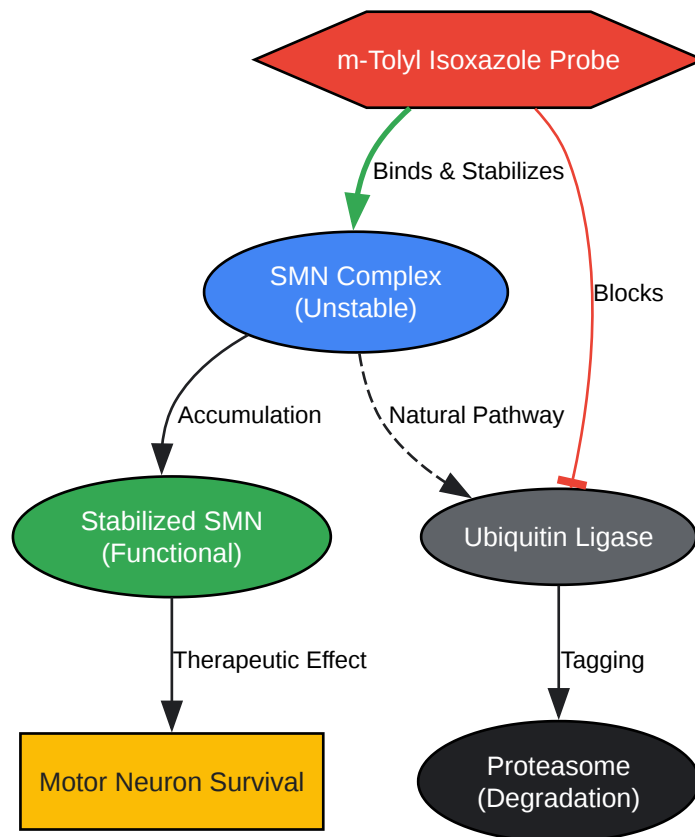 m-Tolyl Isoxazole Probe
Binds & Stabilizes
SMN Complex
(Unstable)
Blocks
Accumulation
Natural Pathway
Stabilized SMN
(Functional)
Ubiquitin Ligase
Therapeutic Effect
Tagging
Motor Neuron Survival
Proteasome
(Degradation)